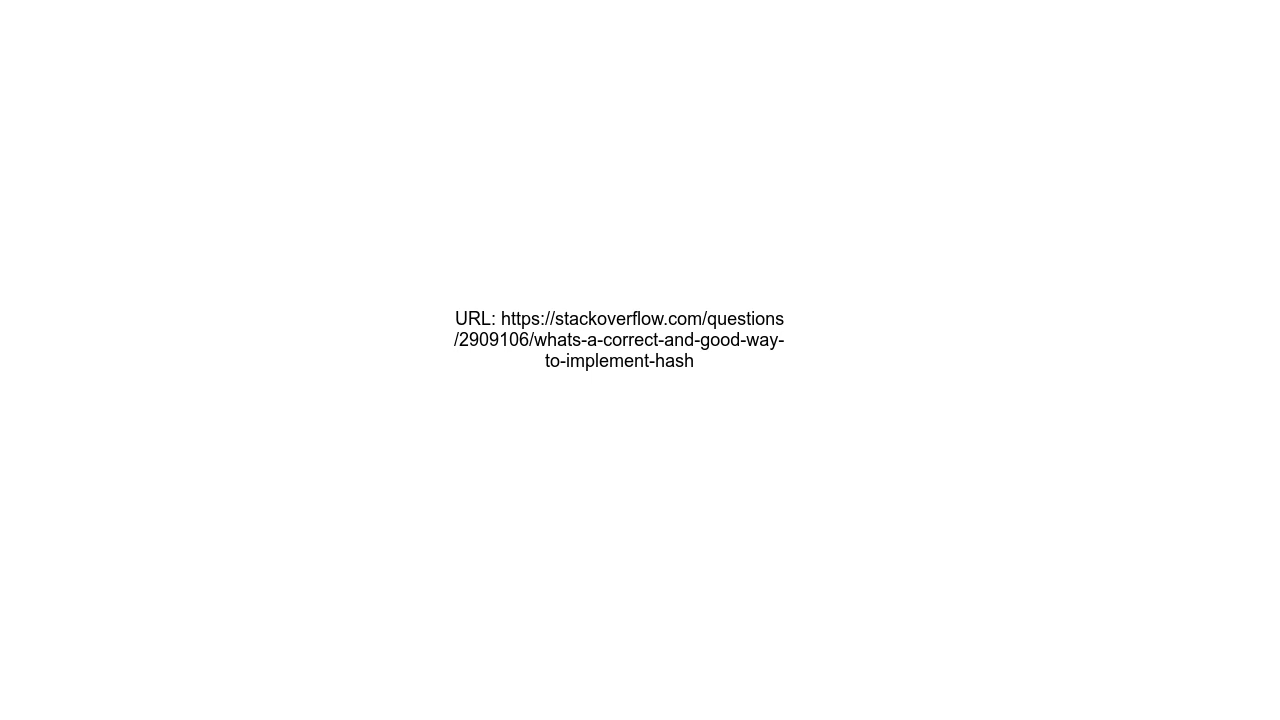 URL: https://stackoverflow.com/questions
/2909106/whats-a-correct-and-good-way-
to-implement-hash